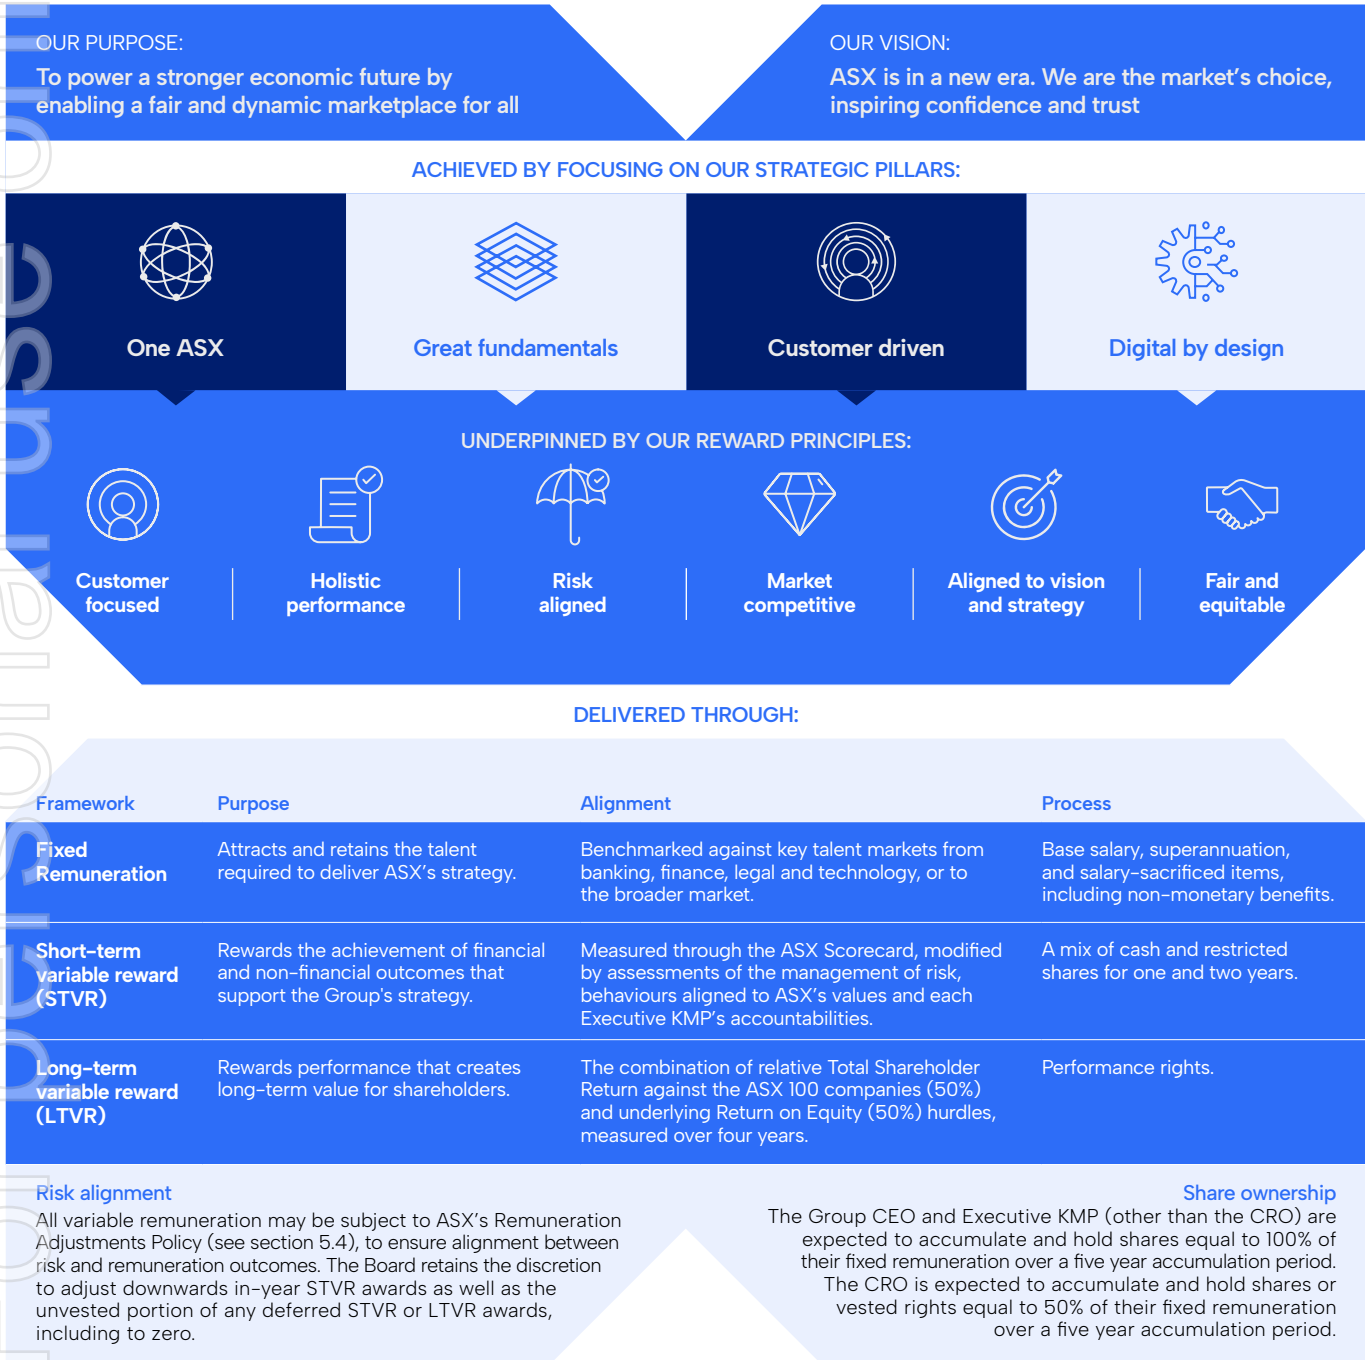 OUR PURPOSE:
To power a stronger economic future by
enabling a fair and dynamic marketplace for all
OUR VISION:
ASX is in a new era. We are the market’s choice,
inspiring confidence and trust
ACHIEVED BY FOCUSING ON OUR STRATEGIC PILLARS:
One ASX
Great fundamentals
Customer driven
Digital by design
UNDERPINNED BY OUR REWARD PRINCIPLES:
Customer
focused
Holistic
performance
Risk
aligned
Market
competitive
Aligned to vision
and strategy
Fair and
equitable
DELIVERED THROUGH:
Framework
Purpose
Alignment
Process
Fixed
Remuneration
Attracts and retains the talent
required to deliver ASX’s strategy.
Benchmarked against key talent markets from
banking, finance, legal and technology, or to
the broader market.
Base salary, superannuation,
and salary-sacrificed items,
including non-monetary benefits.
Short-term
variable reward
(STVR)
Rewards the achievement of financial
and non-financial outcomes that
support the Group's strategy.
Measured through the ASX Scorecard, modified
by assessments of the management of risk,
behaviours aligned to ASX’s values and each
Executive KMP’s accountabilities.
A mix of cash and restricted
shares for one and two years.
Long-term
variable reward
(LTVR)
Rewards performance that creates
long-term value for shareholders.
The combination of relative Total Shareholder
Return against the ASX 100 companies (50%)
and underlying Return on Equity (50%) hurdles,
measured over four years.
Performance rights.
Risk alignment
All variable remuneration may be subject to ASX’s Remuneration
Adjustments Policy (see section 5.4), to ensure alignment between
risk and remuneration outcomes. The Board retains the discretion
to adjust downwards in-year STVR awards as well as the
unvested portion of any deferred STVR or LTVR awards,
including to zero.
Share ownership
The Group CEO and Executive KMP (other than the CRO) are
expected to accumulate and hold shares equal to 100% of
their fixed remuneration over a five year accumulation period.
The CRO is expected to accumulate and hold shares or
vested rights equal to 50% of their fixed remuneration
over a five year accumulation period.
personal use